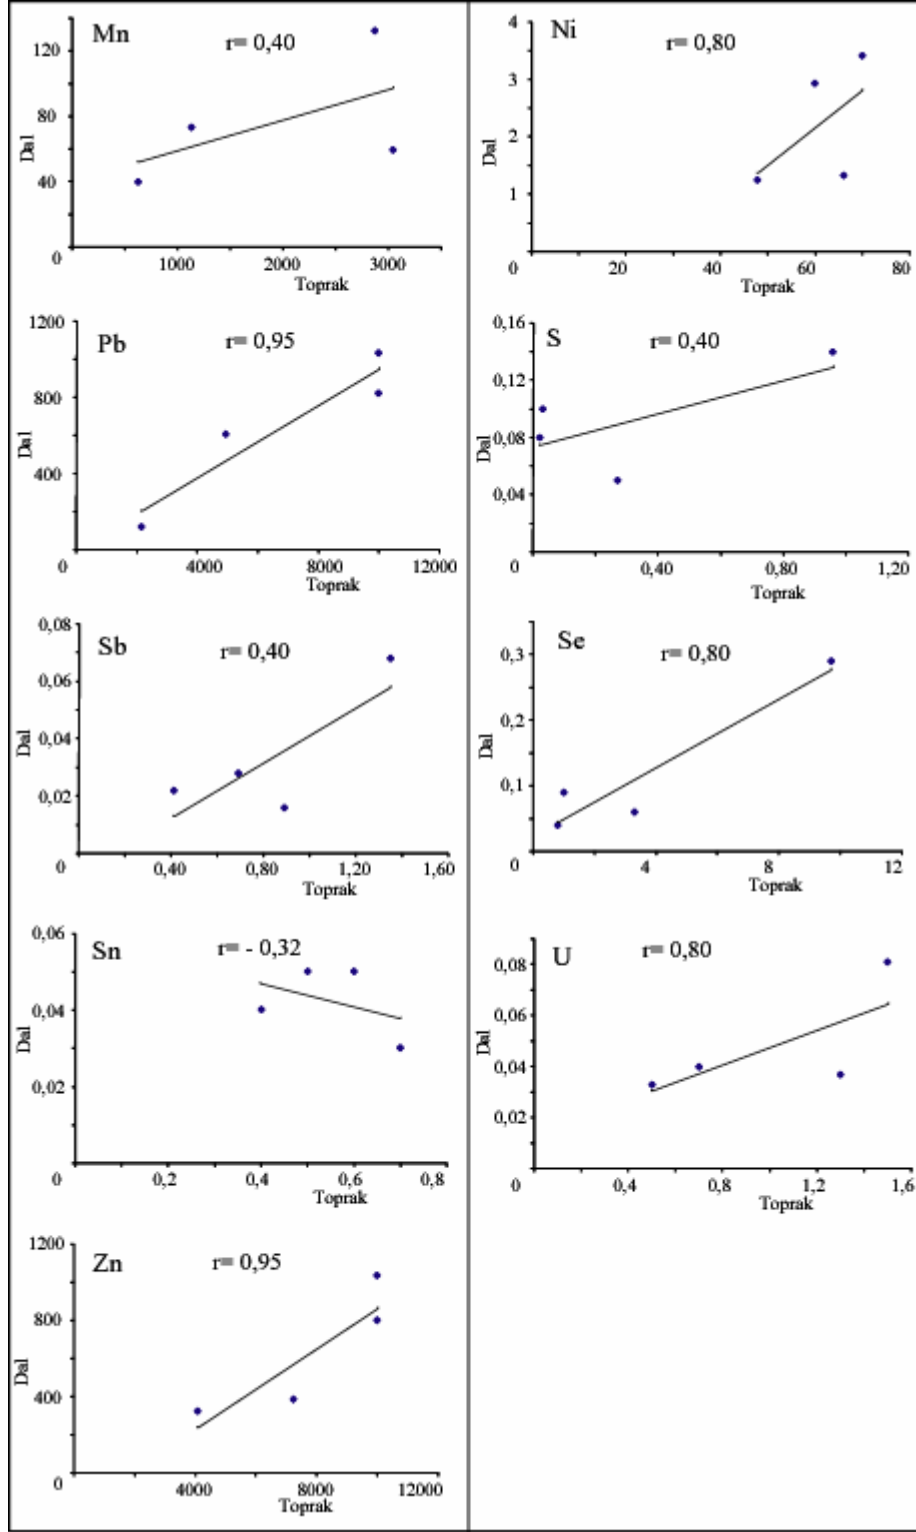 Mn
r= 0,40
120
80
40
0
Dal
1000 2000 3000
Toprak
Ni
r= 0,80
4
3
2
1
0
Dal
20 40 60 80
Toprak
Pb
r= 0,95
1200
800
400
0
Dal
4000 8000 12000
Toprak
S
r= 0,40
0,16
0,12
0,08
0,04
0
Dal
0,40 0,80 1,20
Toprak
Sb
r= 0,40
0,08
0,06
0,04
0,02
0
Dal
0,40 0,80 1,20 1,60
Toprak
Se
r= 0,80
0,3
0,2
0,1
0
Dal
4 8 12
Toprak
Sn
r= - 0,32
0,06
0,04
0,02
0
Dal
0,2 0,4 0,6 0,8
Toprak
U
r= 0,80
0,08
0,06
0,04
0,02
0
Dal
0,4 0,8 1,2 1,6
Toprak
Zn
r= 0,95
1200
800
400
0
Dal
4000 8000 12000
Toprak